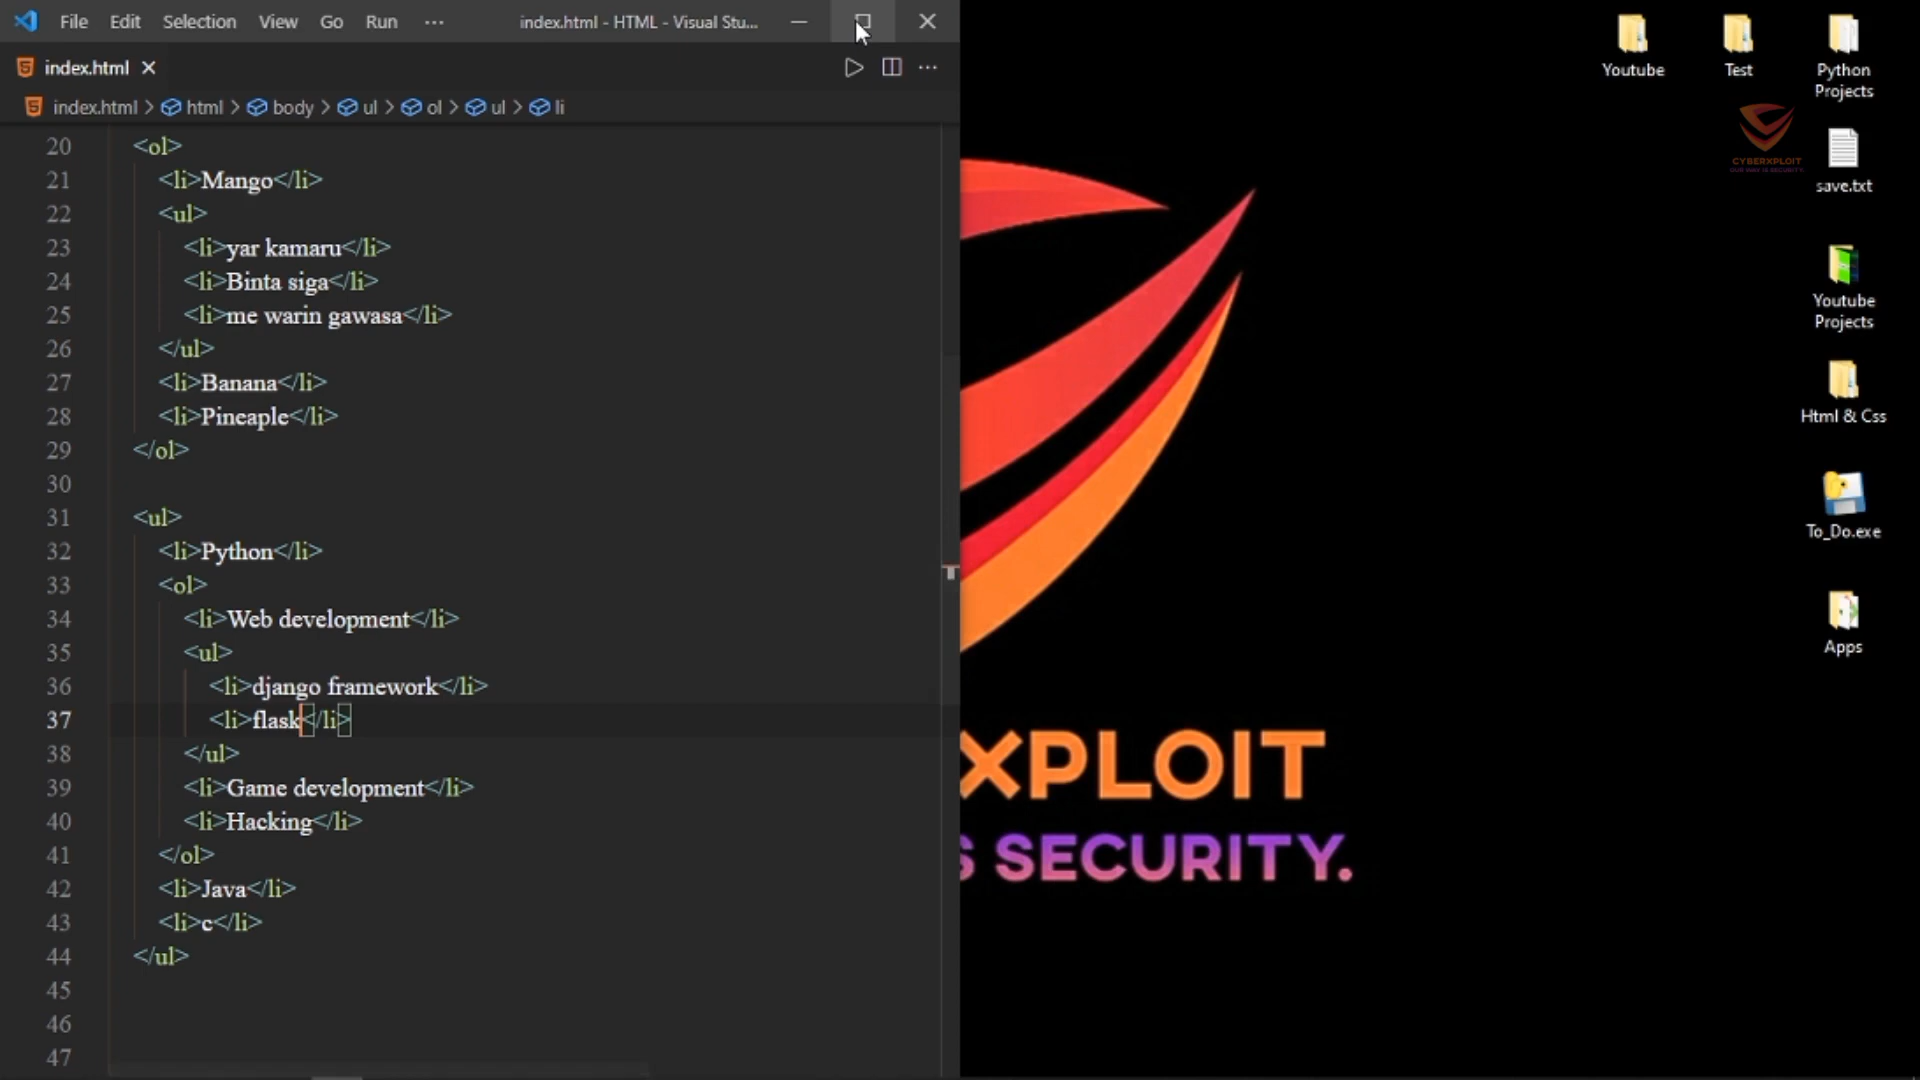 File Edit Selection View Go Run ··· index.html - HTML - Visual Stu...
index.html
index.html > html > body > ul > ol > ul > li
20 <ol>
21 <li>Mango</li>
22 <ul>
23 <li>yar kamaru</li>
24 <li>Binta siga</li>
25 <li>me warin gawasa</li>
26 </ul>
27 <li>Banana</li>
28 <li>Pineaple</li>
29 </ol>
30
31 <ul>
32 <li>Python</li>
33 <ol>
34 <li>Web development</li>
35 <ul>
36 <li>django framework</li>
37 <li>flask</li>
38 </ul>
39 <li>Game development</li>
40 <li>Hacking</li>
41 </ol>
42 <li>Java</li>
43 <li>c</li>
44 </ul>
45
46
47
XPLOIT
S SECURITY.
Youtube
Test
Python
Projects
CYBERXPLOIT
OUR WAY IS SECURITY.
save.txt
Youtube
Projects
Html & Css
To_Do.exe
Apps